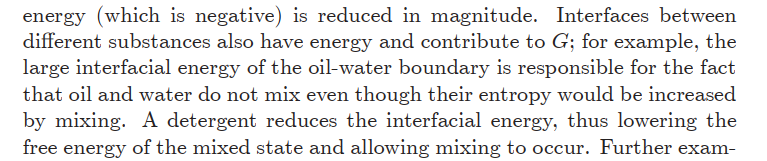 energy (which is negative) is reduced in magnitude. Interfaces between
different substances also have energy and contribute to G; for example, the
large interfacial energy of the oil-water boundary is responsible for the fact
that oil and water do not mix even though their entropy would be increased
by mixing. A detergent reduces the interfacial energy, thus lowering the
free energy of the mixed state and allowing mixing to occur. Further exam-